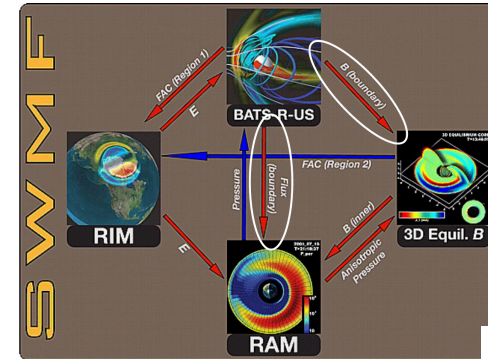 SWMF
FAC (Region 1)
E
BATS-R-US
B (boundary)
3D EQUILIBRIUM CODE
RIM
FAC (Region 2)
Pressure
Flux
(boundary)
3D Equil. B
E
B (inner)
Anisotropic
Pressure
RAM